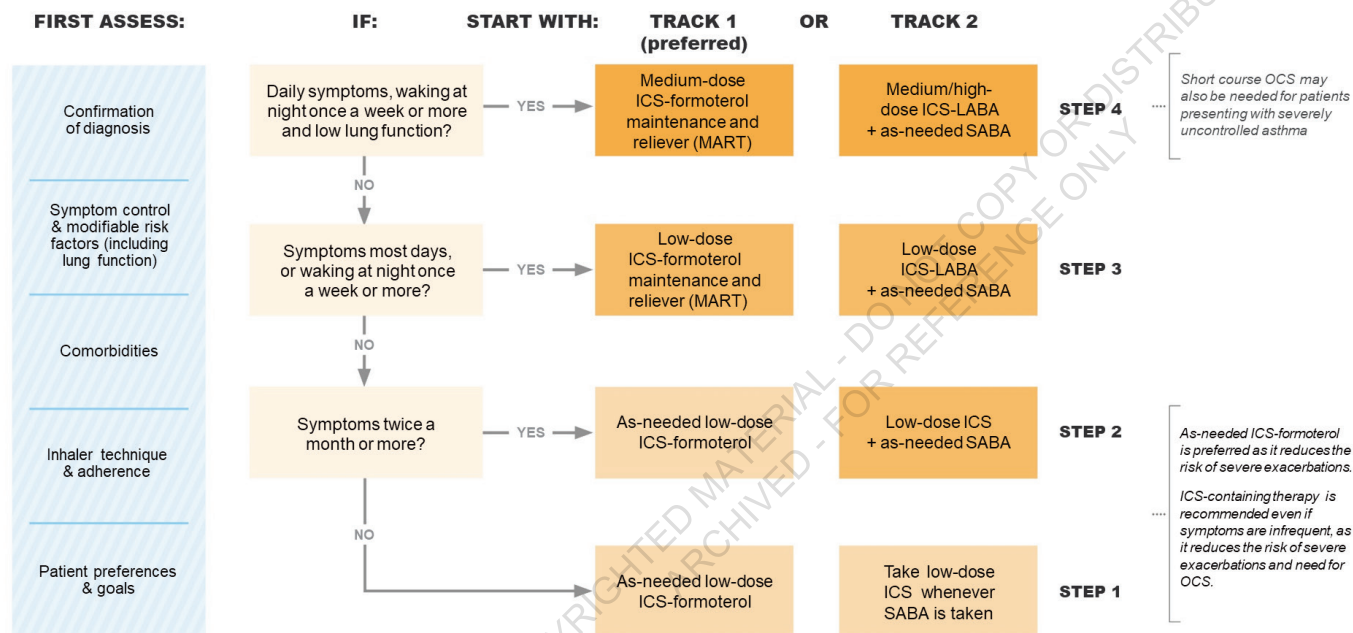 FIRST ASSESS:
IF:
START WITH:
TRACK 1
(preferred)
OR
TRACK 2
Confirmation
of diagnosis
Symptom control
& modifiable risk
factors (including
lung function)
Comorbidities
Inhaler technique
& adherence
Patient preferences
& goals
Daily symptoms, waking at
night once a week or more
and low lung function?
YES
Medium-dose
ICS-formoterol
maintenance and
reliever (MART)
Medium/high-
dose ICS-LABA
+ as-needed SABA
STEP 4
Short course OCS may
also be needed for patients
presenting with severely
uncontrolled asthma
NO
Symptoms most days,
or waking at night once
a week or more?
YES
Low-dose
ICS-formoterol
maintenance and
reliever (MART)
Low-dose
ICS-LABA
+ as-needed SABA
STEP 3
NO
Symptoms twice a
month or more?
YES
As-needed low-dose
ICS-formoterol
Low-dose ICS
+ as-needed SABA
STEP 2
NO
As-needed low-dose
ICS-formoterol
Take low-dose
ICS whenever
SABA is taken
STEP 1
As-needed ICS-formoterol
is preferred as it reduces the
risk of severe exacerbations.
ICS-containing therapy is
recommended even if
symptoms are infrequent, as
it reduces the risk of severe
exacerbations and need for
OCS.
MATERIAL - DO NOT COPY OR
ARCHIVED - FOR REFERENCE ONLY